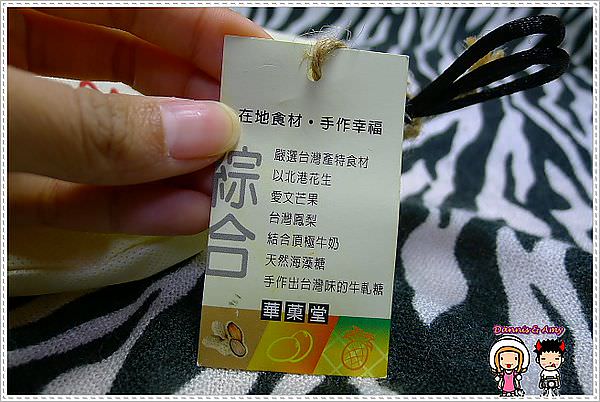 在地食材・手作幸福
綜合
嚴選台灣產特食材
以北港花生
愛文芒果
台灣鳳梨
結合頂極牛奶
天然海藻糖
手作出台灣味的牛軋糖
華菓堂
Dannis & Amy